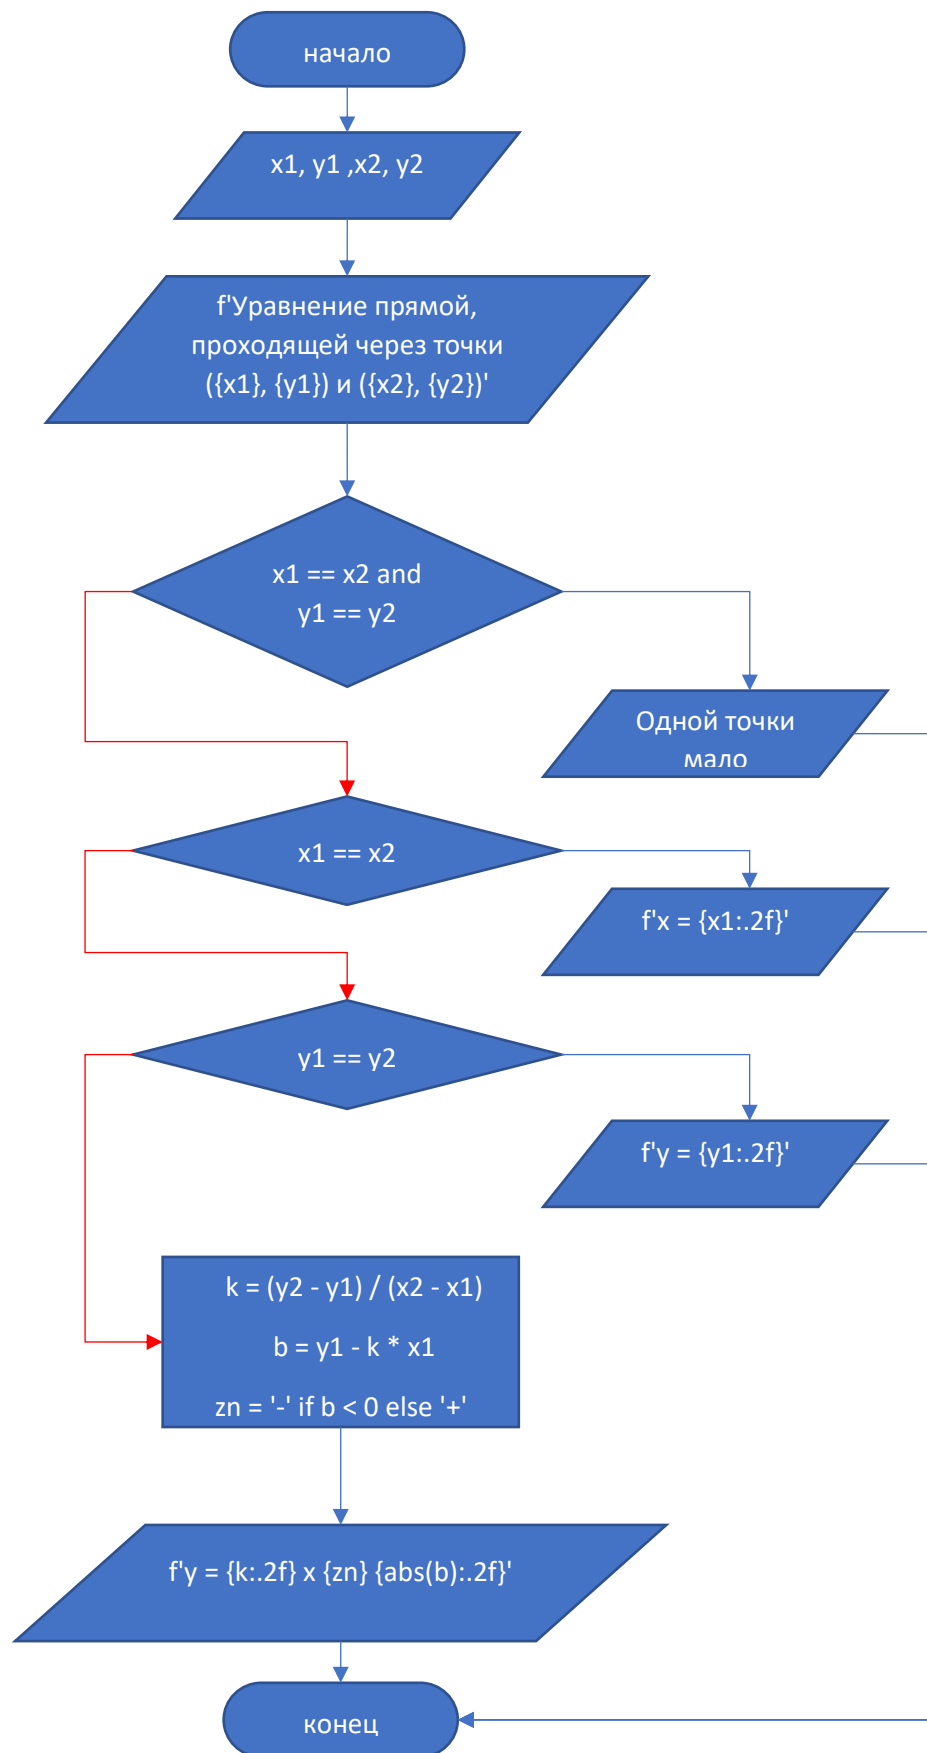 начало
x1, y1 ,x2, y2
f'Уравнение прямой,
проходящей через точки
({x1}, {y1}) и ({x2}, {y2})'
x1 == x2 and
y1 == y2
Одной точки
мало
x1 == x2
f'x = {x1:.2f}'
y1 == y2
f'y = {y1:.2f}'
k = (y2 - y1) / (x2 - x1)
b = y1 - k * x1
zn = '-' if b < 0 else '+'
f'y = {k:.2f} x {zn} {abs(b):.2f}'
конец